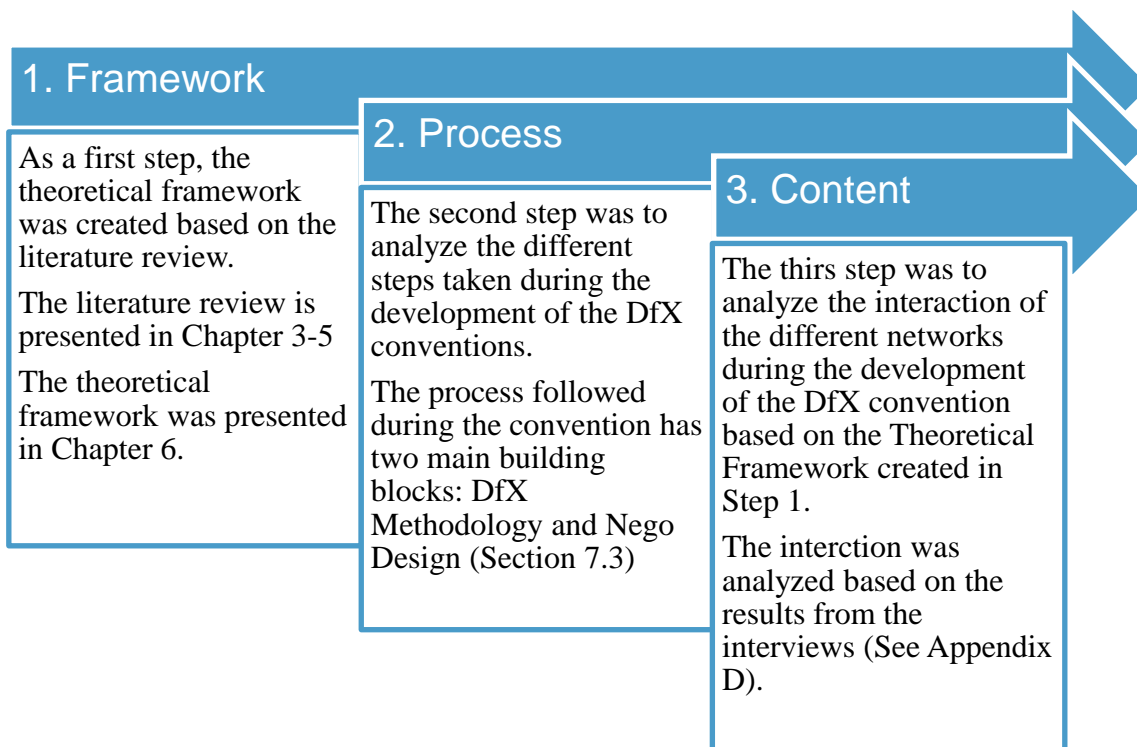 1. Framework
As a first step, the
theoretical framework
was created based on the
literature review.
The literature review is
presented in Chapter 3-5
The theoretical
framework was presented
in Chapter 6.
2. Process
The second step was to
analyze the different
steps taken during the
development of the DfX
conventions.
The process followed
during the convention has
two main building
blocks: DfX
Methodology and Nego
Design (Section 7.3)
3. Content
The thirs step was to
analyze the interaction of
the different networks
during the development
of the DfX convention
based on the Theoretical
Framework created in
Step 1.
The interction was
analyzed based on the
results from the
interviews (See Appendix
D).